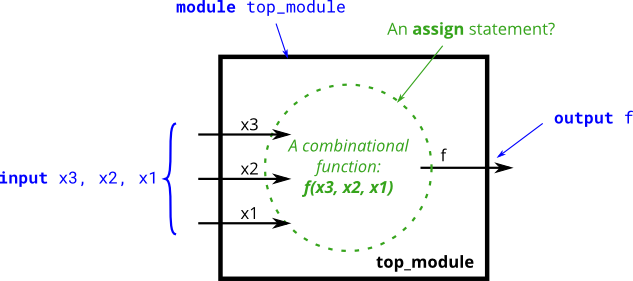 module top_module
An assign statement?
output f
x3
A combinational
function:
f(x3, x2, x1)
f
x2
input x3, x2, x1
x1
top_module